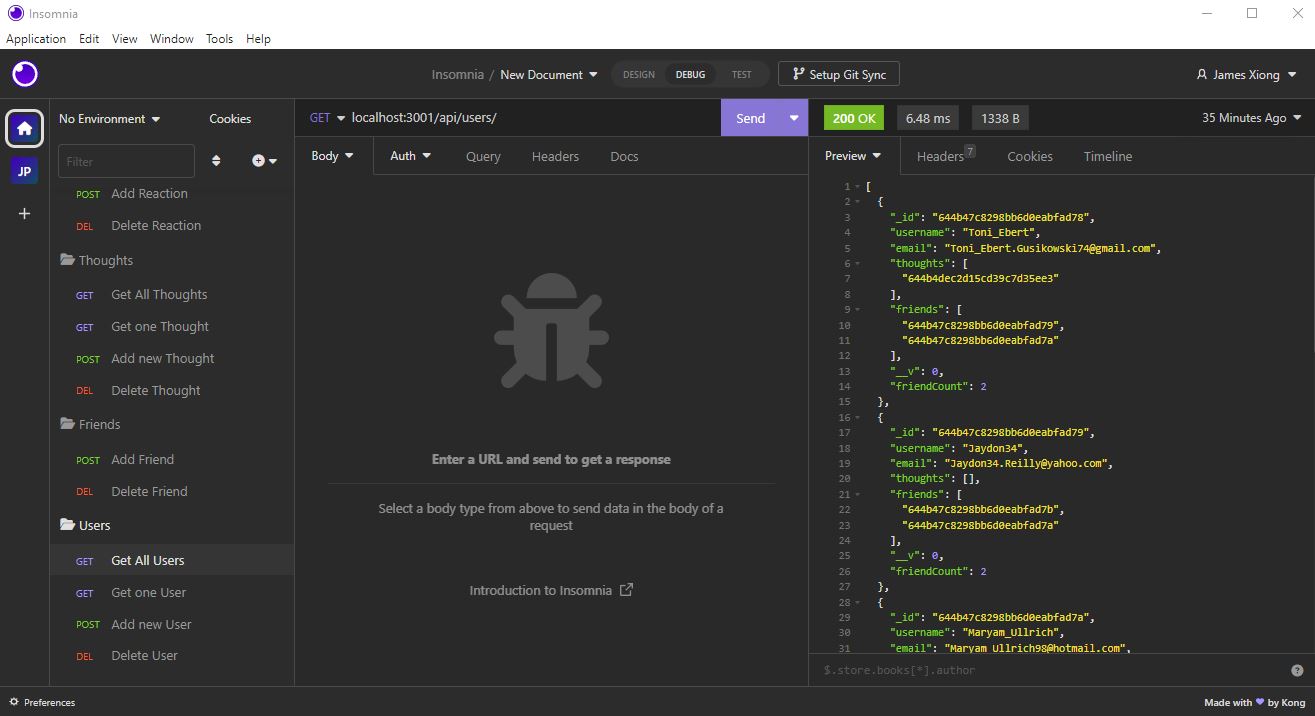 Insomnia
Application Edit View Window Tools Help
Insomnia / New Document DESIGN DEBUG TEST Setup Git Sync James Xiong
JP
No Environment Cookies
Filter
POST Add Reaction
DEL Delete Reaction
Thoughts
GET Get All Thoughts
GET Get one Thought
POST Add new Thought
DEL Delete Thought
Friends
POST Add Friend
DEL Delete Friend
Users
GET Get All Users
GET Get one User
POST Add new User
DEL Delete User
GET localhost:3001/api/users/ Send
Body Auth Query Headers Docs
Enter a URL and send to get a response
Select a body type from above to send data in the body of a
request
Introduction to Insomnia
200 OK 6.48 ms 1338 B 35 Minutes Ago
Preview Headers 7 Cookies Timeline
1 [
2 {
3 "_id": "644b47c8298bb6d0eabfad78",
4 "username": "Toni_Ebert",
5 "email": "Toni_Ebert.Gusikowski74@gmail.com",
6 "thoughts": [
7 "644b4dec2d15cd39c7d35ee3"
8 ],
9 "friends": [
10 "644b47c8298bb6d0eabfad79",
11 "644b47c8298bb6d0eabfad7a"
12 ],
13 "__v": 0,
14 "friendCount": 2
15 },
16 {
17 "_id": "644b47c8298bb6d0eabfad79",
18 "username": "Jaydon34",
19 "email": "Jaydon34.Reilly@yahoo.com",
20 "thoughts": [],
21 "friends": [
22 "644b47c8298bb6d0eabfad7b",
23 "644b47c8298bb6d0eabfad7a"
24 ],
25 "__v": 0,
26 "friendCount": 2
27 },
28 {
29 "_id": "644b47c8298bb6d0eabfad7a",
30 "username": "Maryam_Ullrich",
31 "email": "Maryam_Ullrich98@hotmail.com",
$.store.books[*].author
Preferences
Made with by Kong